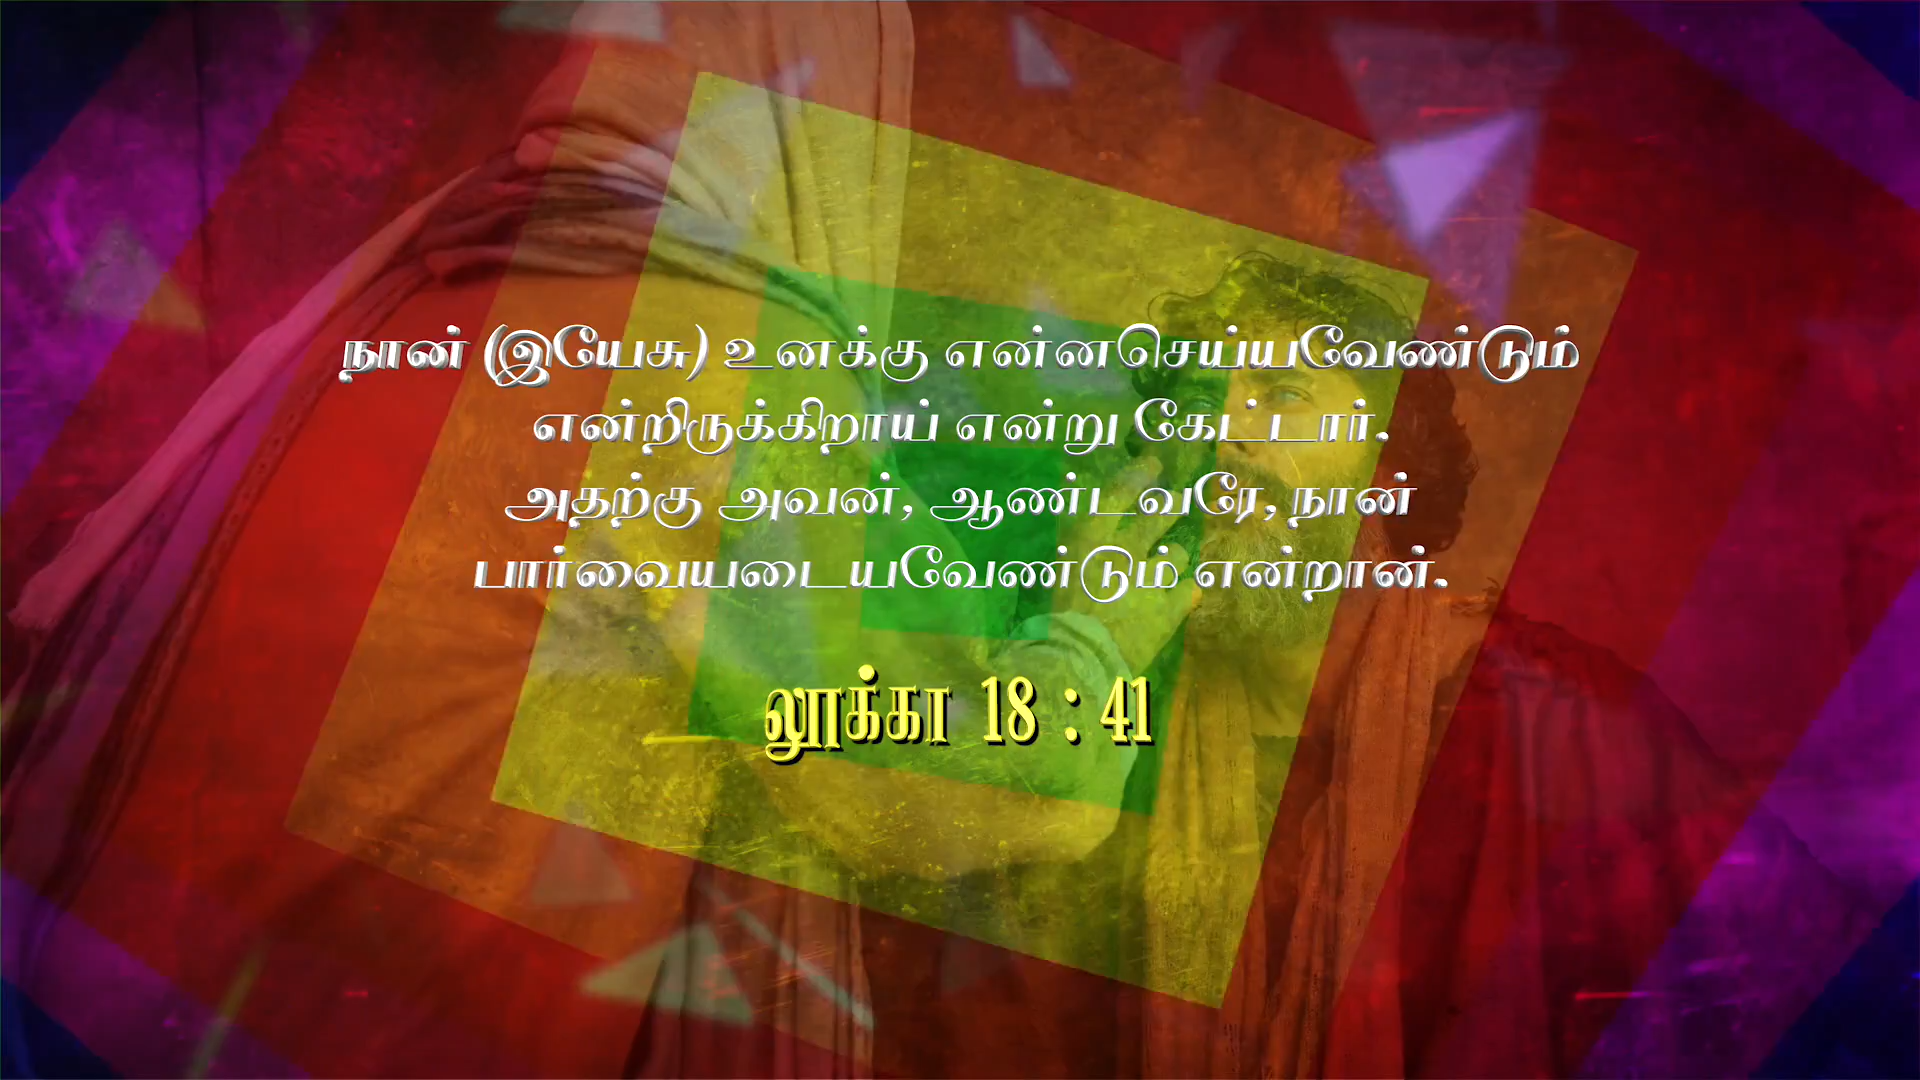 நான் (இயேசு) உனக்கு என்னசெய்யவேண்டும்
என்றிருக்கிறாய் என்று கேட்டார்.
அதற்கு அவன், ஆண்டவரே, நான்
பார்வையடையவேண்டும் என்றான்.
லூக்கா 18 : 41